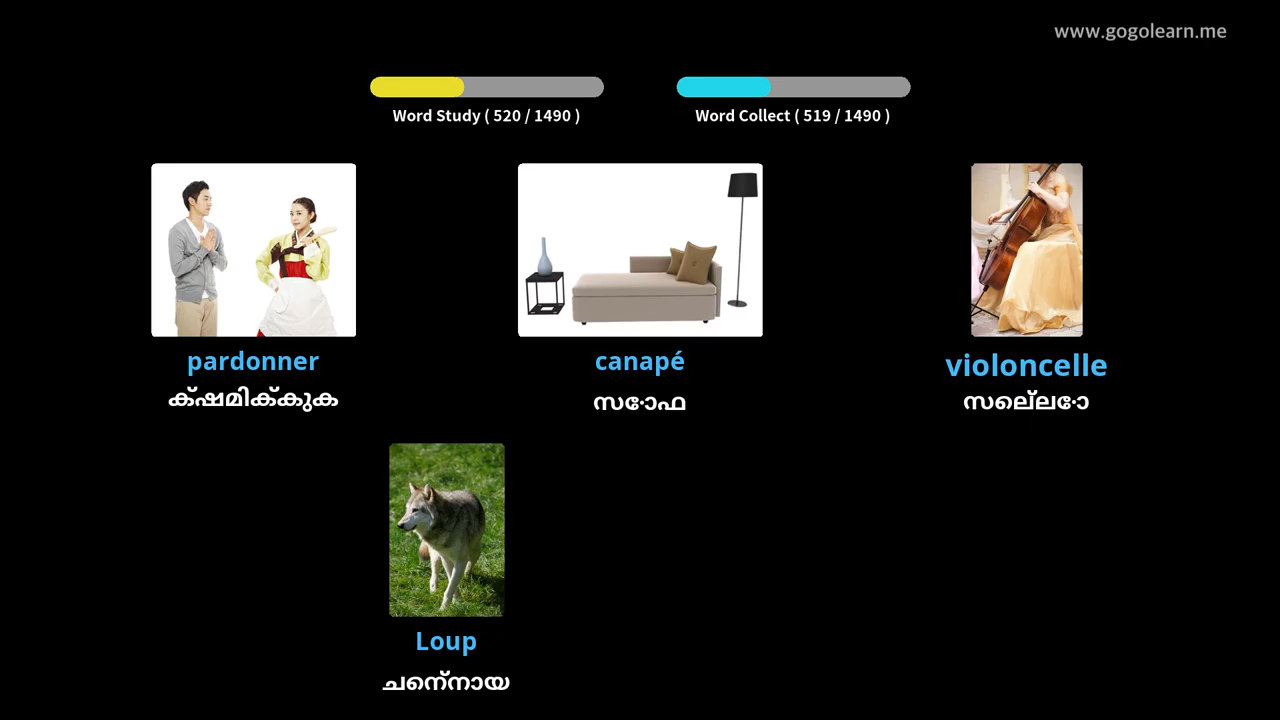 www.gogolearn.me
Word Study ( 520 / 1490 )
Word Collect ( 519 / 1490 )
pardonner
canapé
violoncelle
ക്ഷമിക്കുക
സോഫ
സെല്ലോ
Loup
ചെന്നായ